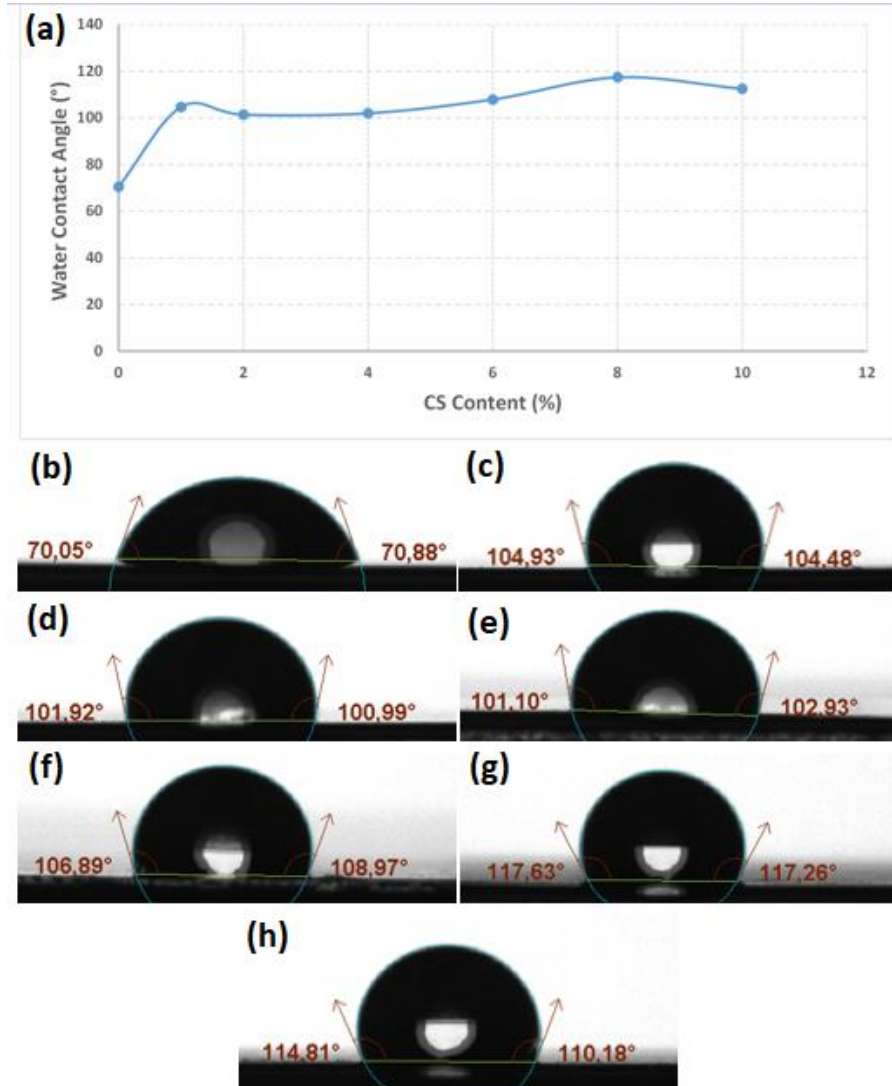 (a)
140
120
100
80
60
40
20
0
Water Contact Angle (°)
0 2 4 6 8 10 12
CS Content (%)
(b)
70,05° 70,88°
(c)
104,93° 104,48°
(d)
101,92° 100,99°
(e)
101,10° 102,93°
(f)
106,89° 108,97°
(g)
117,63° 117,26°
(h)
114,81° 110,18°